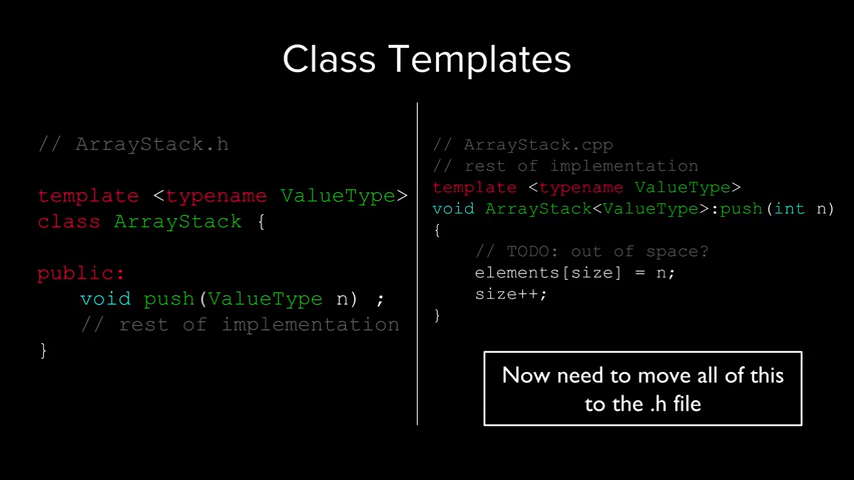 Class Templates
// ArrayStack.h
template <typename ValueType>
class ArrayStack {
public:
void push(ValueType n) ;
// rest of implementation
}
// ArrayStack.cpp
// rest of implementation
template <typename ValueType>
void ArrayStack<ValueType>:push(int n)
{
// TODO: out of space?
elements[size] = n;
size++;
}
Now need to move all of this
to the .h file